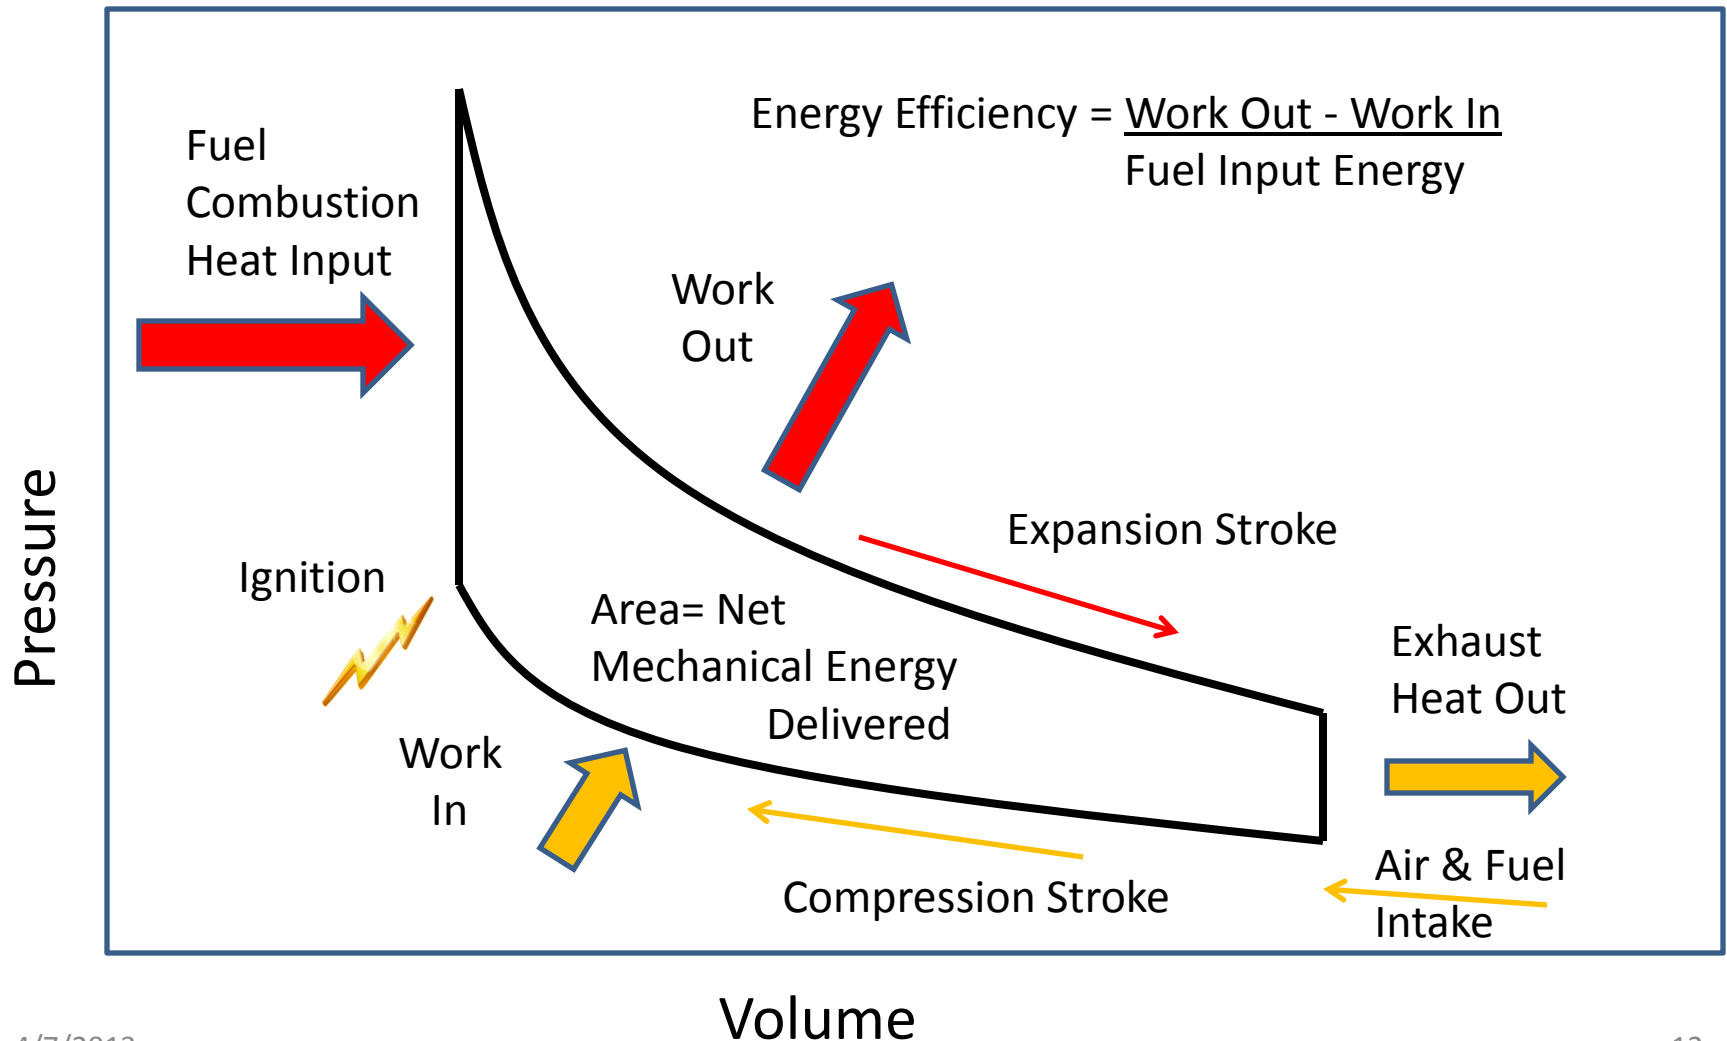 Energy Efficiency = Work Out - Work In
Fuel Input Energy
Fuel
Combustion
Heat Input
Work
Out
Expansion Stroke
Ignition
Area= Net
Mechanical Energy
Delivered
Exhaust
Heat Out
Work
In
Compression Stroke
Air & Fuel
Intake
Pressure
Volume